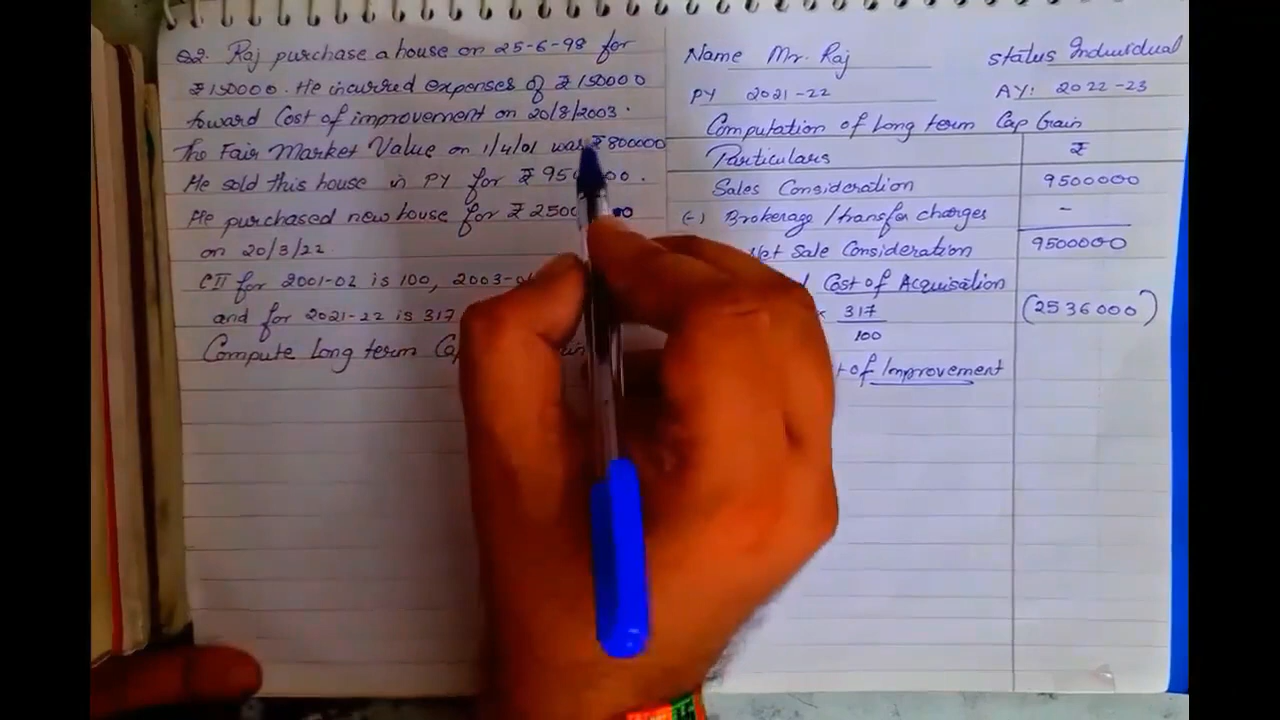 Q2. Raj purchase a house on 25-6-98 for
₹150000. He incurred expenses of ₹150000
toward Cost of improvement on 20/8/2003.
The Fair Market Value on 1/4/01 was ₹800000
He sold this house in PY for ₹ 95 00.
He purchased new house for ₹ 2500
on 20/3/22.
CII for 2001-02 is 100, 2003-0
and for 2021-22 is 317
Compute Long term Ca in
Name Mr. Raj status Individual
PY 2021-22 AY: 2022-23
Computation of Long term Cap Gain
Particulars ₹
Sales Consideration 9500000
(-) Brokerage / transfer charges -
Net Sale Consideration 9500000
Cost of Acquisation
× 317 (2536000)
100
of Improvement